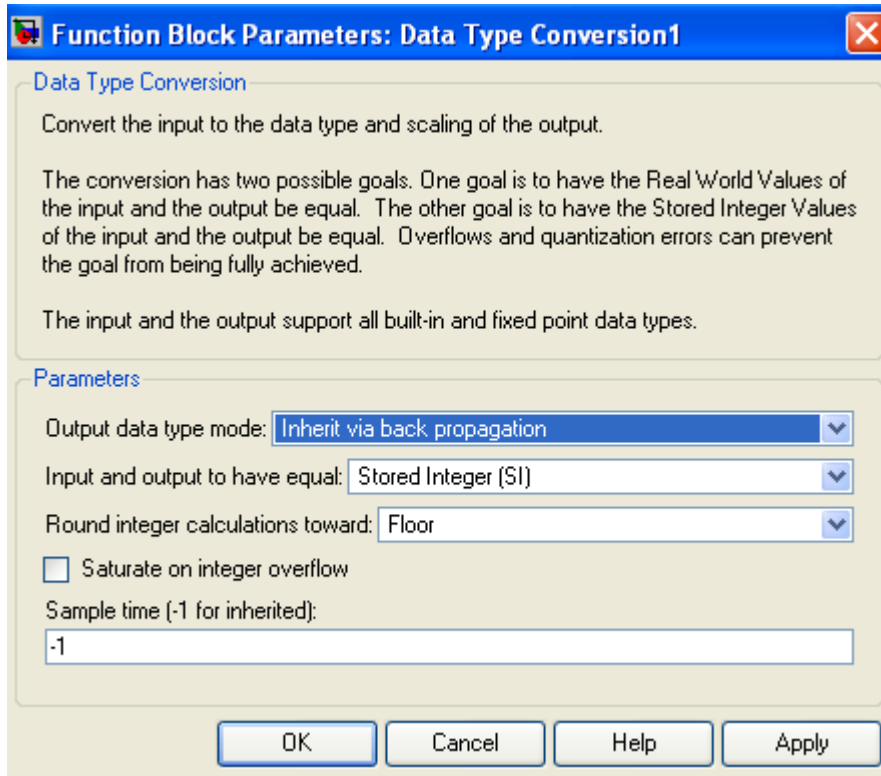 Function Block Parameters: Data Type Conversion1
Data Type Conversion
Convert the input to the data type and scaling of the output.
The conversion has two possible goals. One goal is to have the Real World Values of
the input and the output be equal.  The other goal is to have the Stored Integer Values
of the input and the output be equal.  Overflows and quantization errors can prevent
the goal from being fully achieved.
The input and the output support all built-in and fixed point data types.
Parameters
Output data type mode: Inherit via back propagation
Input and output to have equal: Stored Integer (SI)
Round integer calculations toward: Floor
Saturate on integer overflow
Sample time (-1 for inherited):
-1
OK Cancel Help Apply